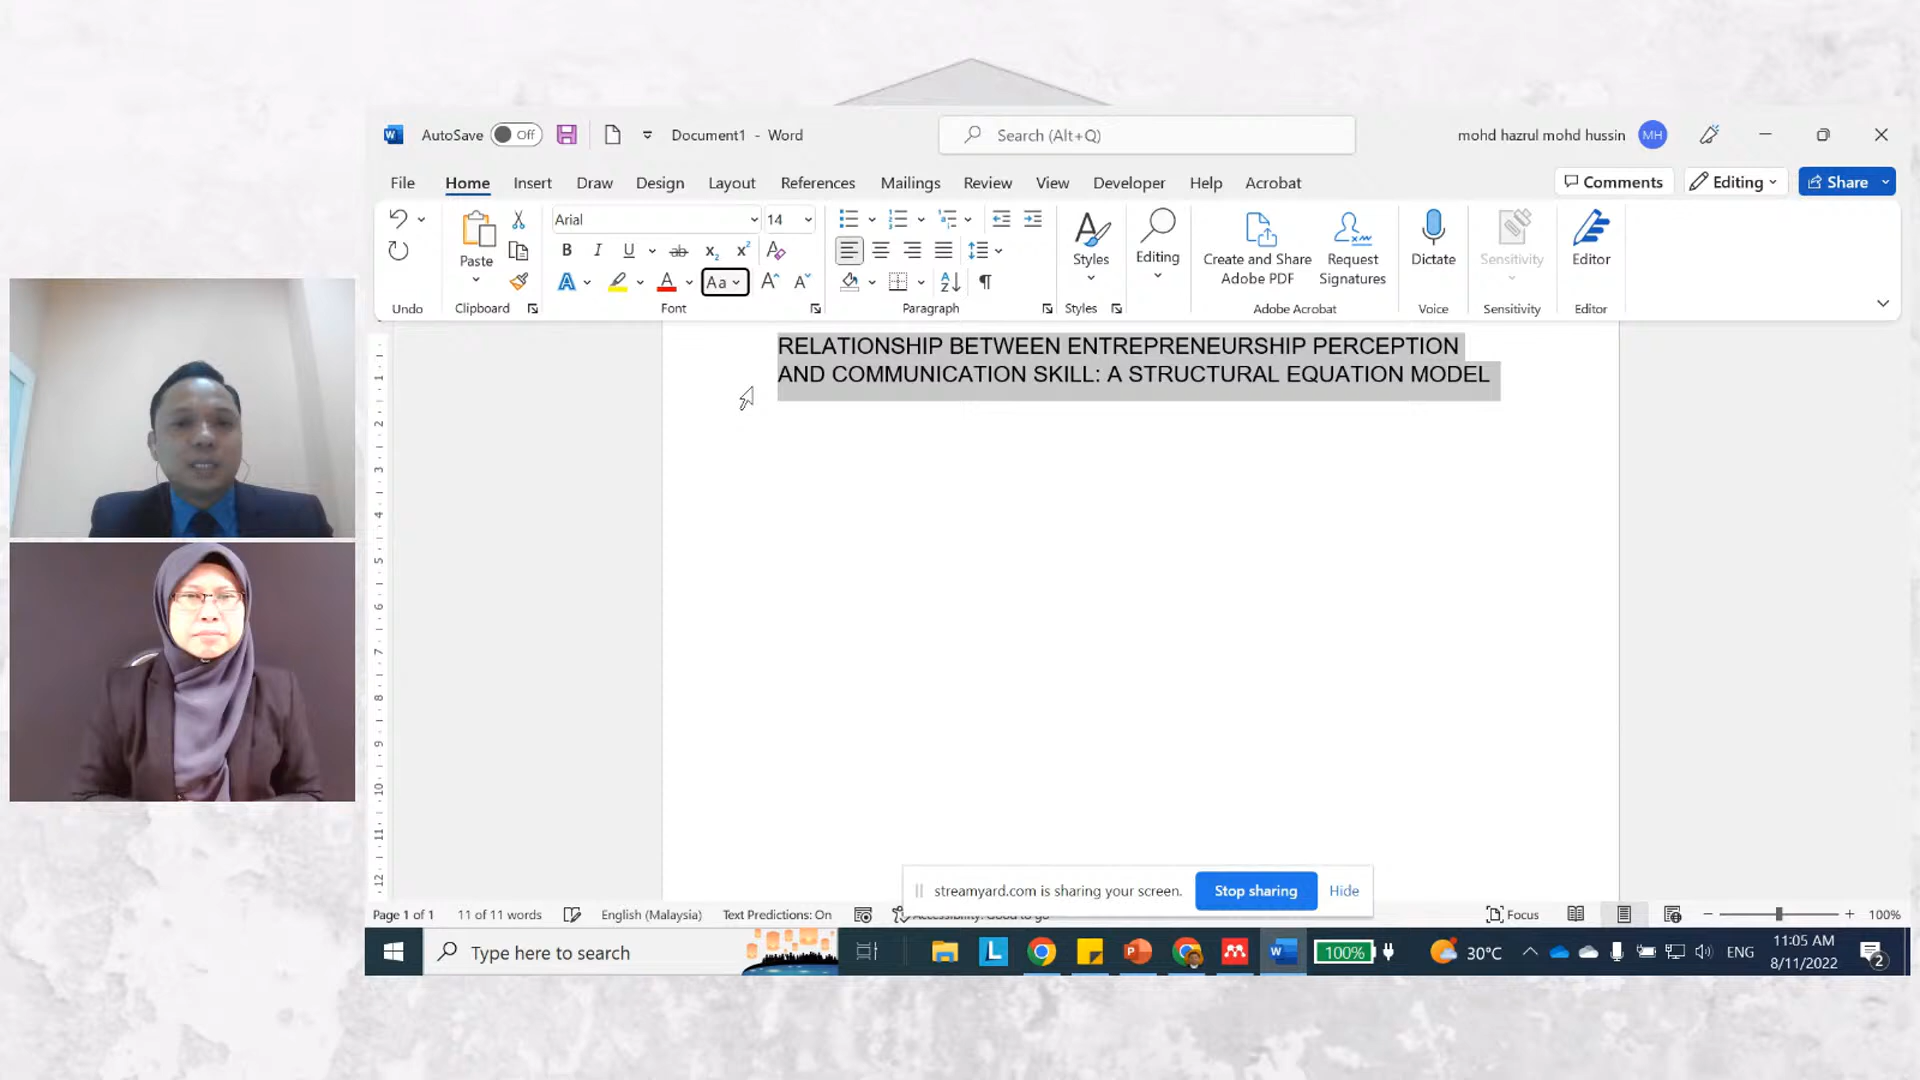 AutoSave Off Document1 - Word Search (Alt+Q) mohd hazrul mohd hussin MH
File Home Insert Draw Design Layout References Mailings Review View Developer Help Acrobat Comments Editing Share
Arial 14
Paste
Styles
Editing
Create and Share
Adobe PDF
Request
Signatures
Dictate
Sensitivity
Editor
Undo Clipboard Font Paragraph Styles Adobe Acrobat Voice Sensitivity Editor
RELATIONSHIP BETWEEN ENTREPRENEURSHIP PERCEPTION
AND COMMUNICATION SKILL: A STRUCTURAL EQUATION MODEL
streamyard.com is sharing your screen. Stop sharing Hide
Page 1 of 1 11 of 11 words English (Malaysia) Text Predictions: On Focus 100%
Type here to search 100% 30°C ENG 11:05 AM
8/11/2022 2